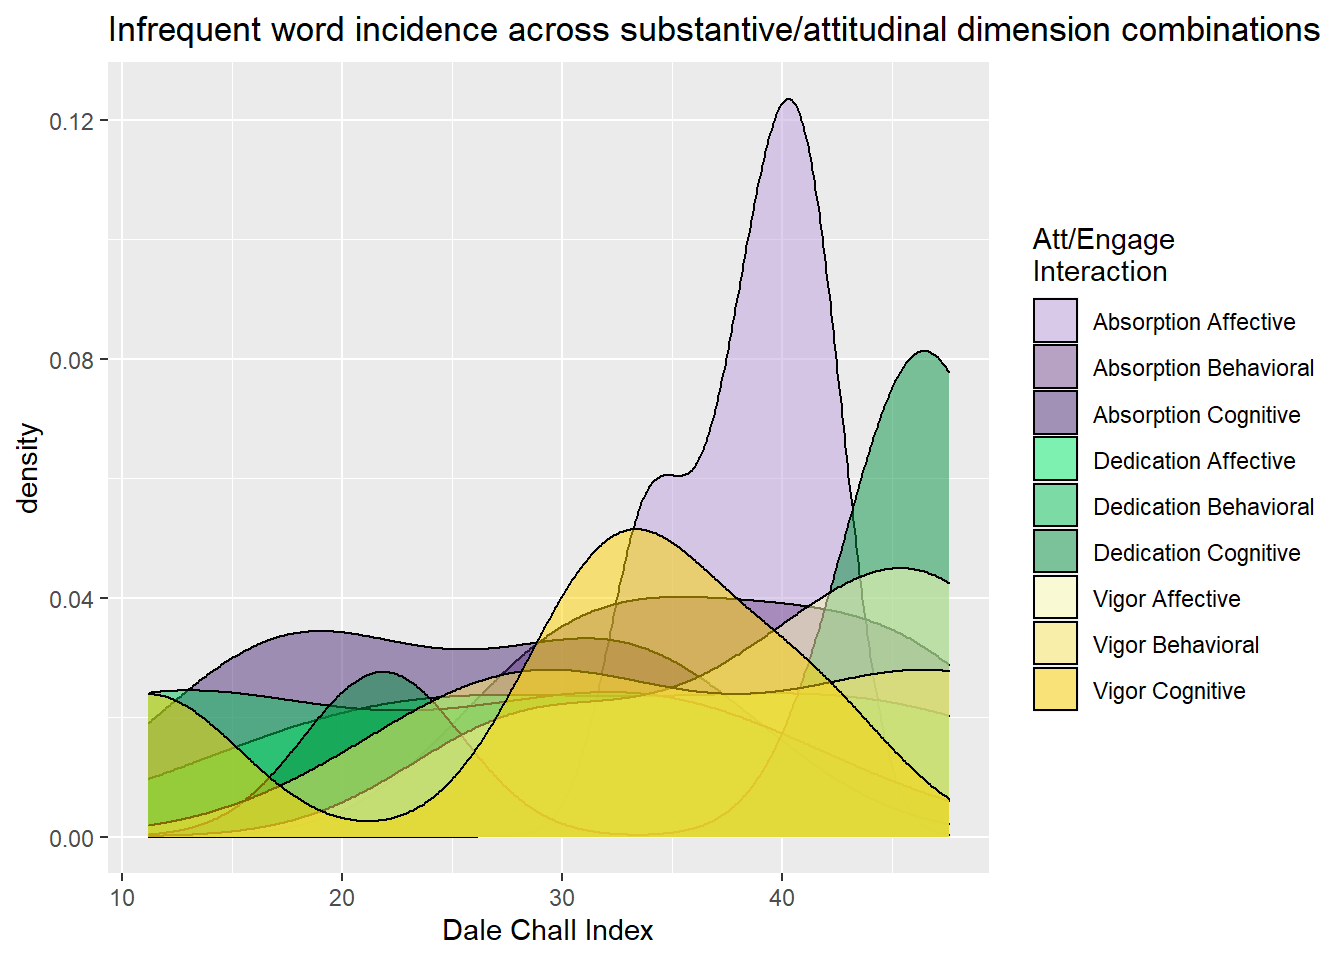 Infrequent word incidence across substantive/attitudinal dimension combinations
0.12
0.08
0.04
0.00
density
10
20
30
40
Dale Chall Index
Att/Engage
Interaction
Absorption Affective
Absorption Behavioral
Absorption Cognitive
Dedication Affective
Dedication Behavioral
Dedication Cognitive
Vigor Affective
Vigor Behavioral
Vigor Cognitive